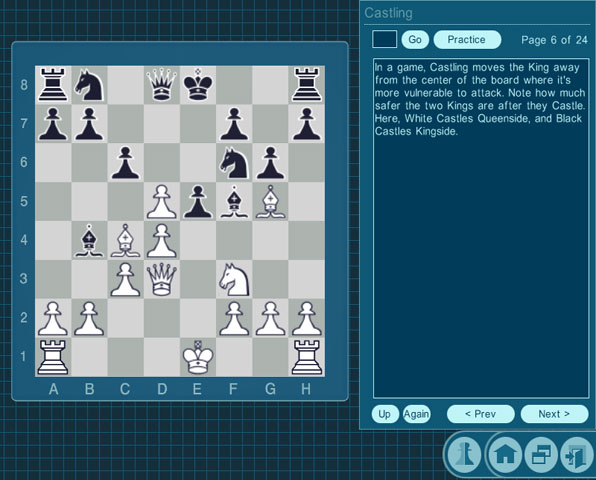 Castling
Go
Practice
Page 6 of 24
In a game, Castling moves the King away
from the center of the board where it's
more vulnerable to attack. Note how much
safer the two Kings are after they Castle.
Here, White Castles Queenside, and Black
Castles Kingside.
8
7
6
5
4
3
2
1
A B C D E F G H
Up
Again
< Prev
Next >